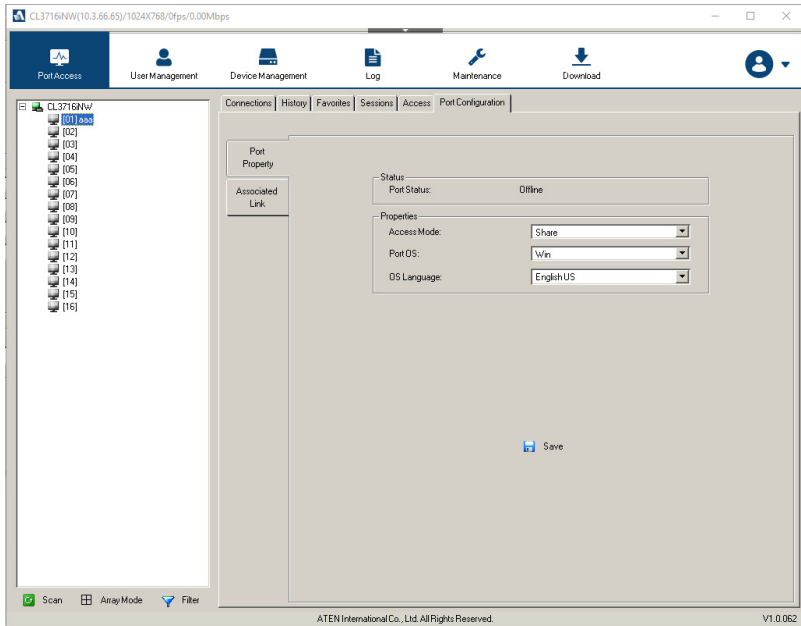 CL3716iNW(10.3.66.65)/1024X768/0fps/0.00Mbps
Port Access User Management Device Management Log Maintenance Download
CL3716iNW
[01] aaa
[02]
[03]
[04]
[05]
[06]
[07]
[08]
[09]
[10]
[11]
[12]
[13]
[14]
[15]
[16]
Scan Array Mode Filter
Connections History Favorites Sessions Access Port Configuration
Port
Property
Associated
Link
Status
Port Status: Offline
Properties
Access Mode: Share
Port OS: Win
OS Language: English US
Save
ATEN International Co., Ltd. All Rights Reserved. V1.0.062